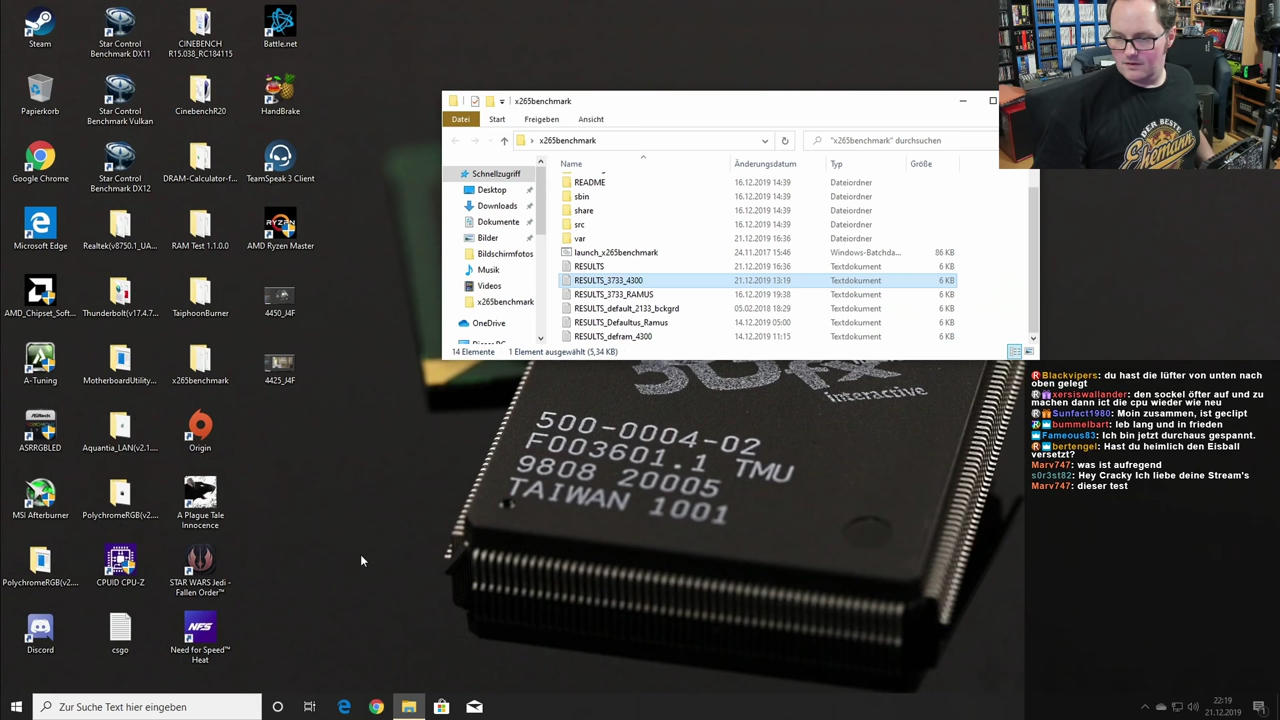 Steam
Star Control
Benchmark DX11
CINEBENCH
R15.038_RC184115
Battle.net
Papierkorb
Star Control
Benchmark Vulkan
CinebenchR20
HandBrake
Google Chrome
Star Control
Benchmark DX12
DRAM-Calculator-f...
TeamSpeak 3 Client
Microsoft Edge
Realtek(v8750.1_UA...
RAM Test 1.1.0.0
AMD Ryzen Master
AMD_Chipset_Soft...
Thunderbolt(v17.4.7...
TaiphoonBurner
4450_J4F
A-Tuning
MotherboardUtility...
x265benchmark
4425_J4F
ASRRGBLED
Aquantia_LAN(v2.1...
Origin
MSI Afterburner
PolychromeRGB(v2...
A Plague Tale
Innocence
PolychromeRGB(v2...
CPUID CPU-Z
STAR WARS Jedi -
Fallen Order™
Discord
csgo
Need for Speed™
Heat
x265benchmark
Datei
Start
Freigeben
Ansicht
x265benchmark
"x265benchmark" durchsuchen
Schnellzugriff
Desktop
Downloads
Dokumente
Bilder
Bildschirmfotos
Musik
Videos
x265benchmark
OneDrive
Name
Änderungsdatum
Typ
Größe
README 16.12.2019 14:39 Dateiordner
sbin 16.12.2019 14:39 Dateiordner
share 16.12.2019 14:39 Dateiordner
src 16.12.2019 14:39 Dateiordner
var 21.12.2019 16:36 Dateiordner
launch_x265benchmark 24.11.2017 15:46 Windows-Batchda... 86 KB
RESULTS 21.12.2019 16:36 Textdokument 6 KB
RESULTS_3733_4300 21.12.2019 13:19 Textdokument 6 KB
RESULTS_3733_RAMUS 16.12.2019 19:38 Textdokument 6 KB
RESULTS_default_2133_bckgrd 05.02.2018 18:29 Textdokument 6 KB
RESULTS_Defaultus_Ramus 14.12.2019 05:00 Textdokument 6 KB
RESULTS_defram_4300 14.12.2019 11:15 Textdokument 6 KB
14 Elemente
1 Element ausgewählt (5,34 KB)
DER BESTE
Ehemann
3Dfx
interactive
500-0004-02
F003601.1 TMU
9808 20005
TAIWAN 1001
Blackvipers: du hast die lüfter von unten nach
oben gelegt
xersiswallander: den sockel öfter auf und zu
machen dann ict die cpu wieder wie neu
Sunfact1980: Moin zusammen, ist geclipt
bummelbart: leb lang und in frieden
Famous83: Ich bin jetzt durchaus gespannt.
bertengel: Hast du heimlich den Eisball
versetzt?
Marv747: was ist aufregend
s0r3st82: Hey Cracky Ich liebe deine Stream's
Marv747: dieser test
Zur Suche Text hier eingeben
22:19
21.12.2019